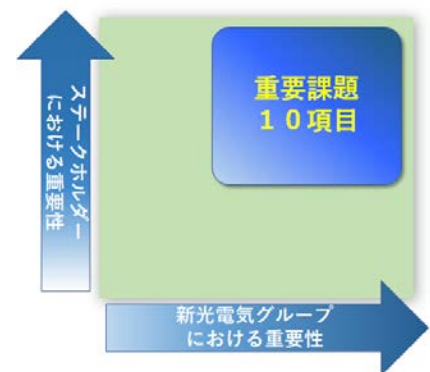 重要課題
１０項目
ステークホルダー
における重要性
新光電気グループ
における重要性